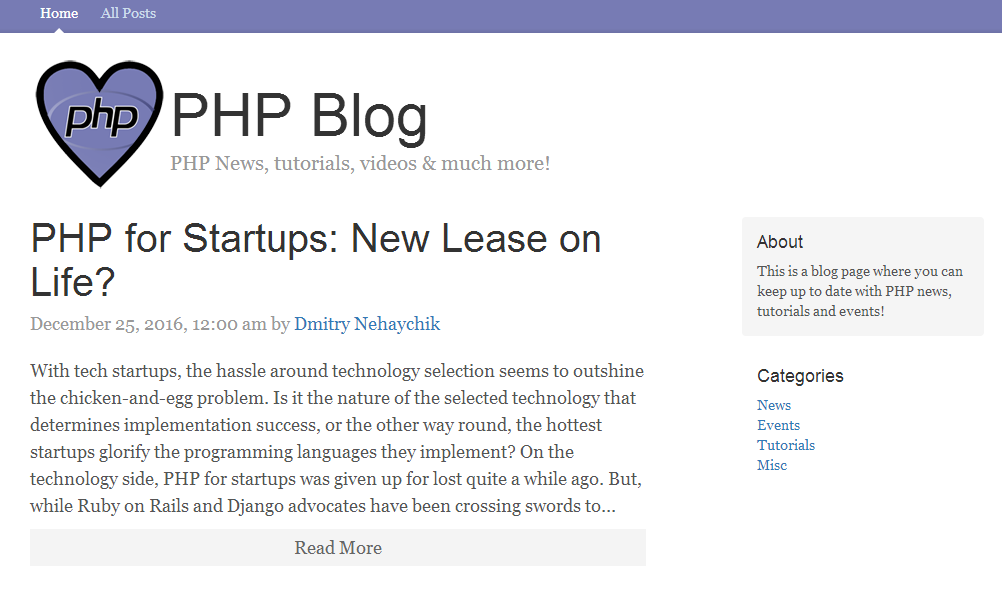 Home All Posts
php
PHP Blog
PHP News, tutorials, videos & much more!
PHP for Startups: New Lease on
Life?
December 25, 2016, 12:00 am by Dmitry Nehaychik
With tech startups, the hassle around technology selection seems to outshine
the chicken-and-egg problem. Is it the nature of the selected technology that
determines implementation success, or the other way round, the hottest
startups glorify the programming languages they implement? On the
technology side, PHP for startups was given up for lost quite a while ago. But,
while Ruby on Rails and Django advocates have been crossing swords to...
Read More
About
This is a blog page where you can
keep up to date with PHP news,
tutorials and events!
Categories
News
Events
Tutorials
Misc